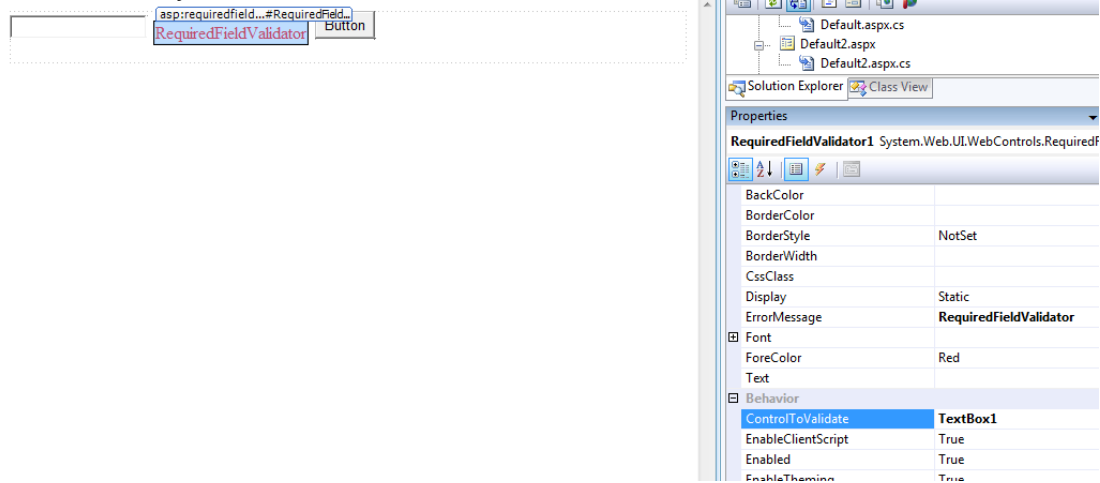 asp:requiredfield...#RequiredField...
RequiredFieldValidator
Button
Default.aspx.cs
Default2.aspx
Default2.aspx.cs
Solution Explorer
Class View
Properties
RequiredFieldValidator1 System.Web.UI.WebControls.RequiredF
BackColor
BorderColor
BorderStyle NotSet
BorderWidth
CssClass
Display Static
ErrorMessage RequiredFieldValidator
Font
ForeColor Red
Text
Behavior
ControlToValidate TextBox1
EnableClientScript True
Enabled True
EnableTheming True